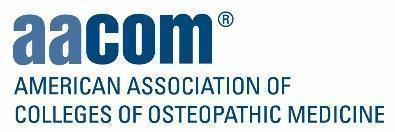 aacom®
AMERICAN ASSOCIATION OF
COLLEGES OF OSTEOPATHIC MEDICINE